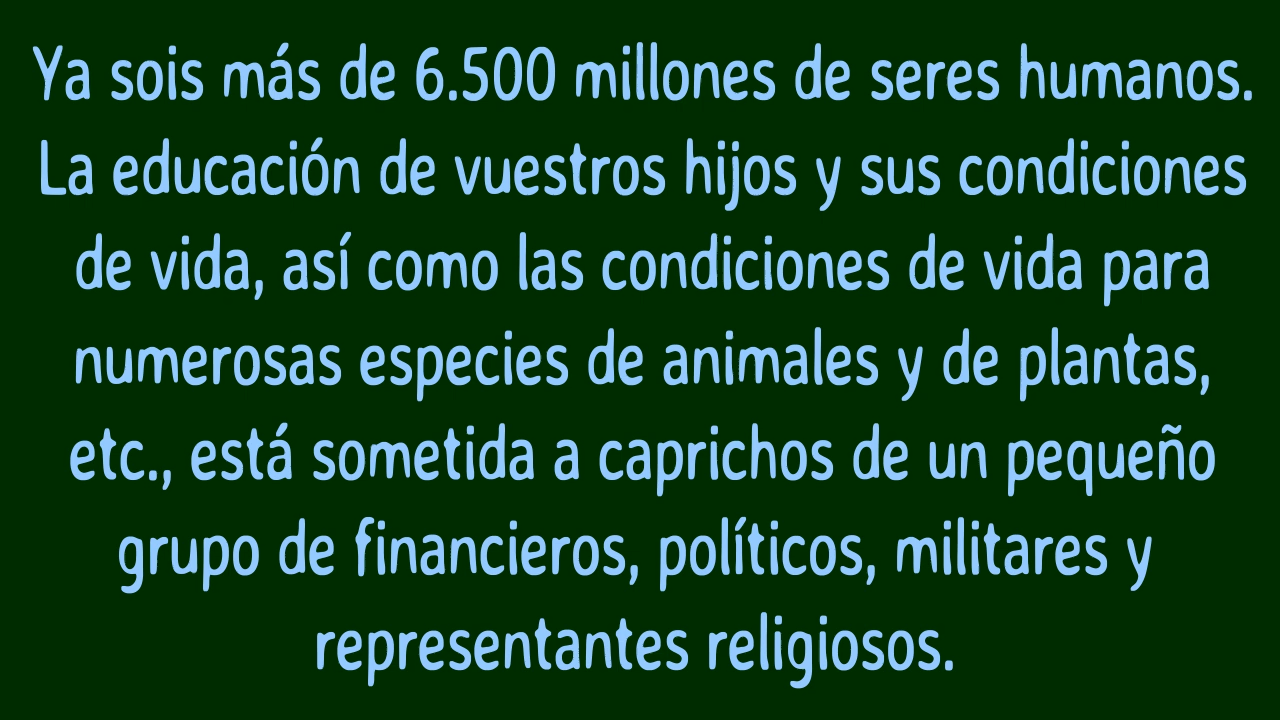 Ya sois más de 6.500 millones de seres humanos.
La educación de vuestros hijos y sus condiciones
de vida, así como las condiciones de vida para
numerosas especies de animales y de plantas,
etc., está sometida a caprichos de un pequeño
grupo de financieros, políticos, militares y
representantes religiosos.